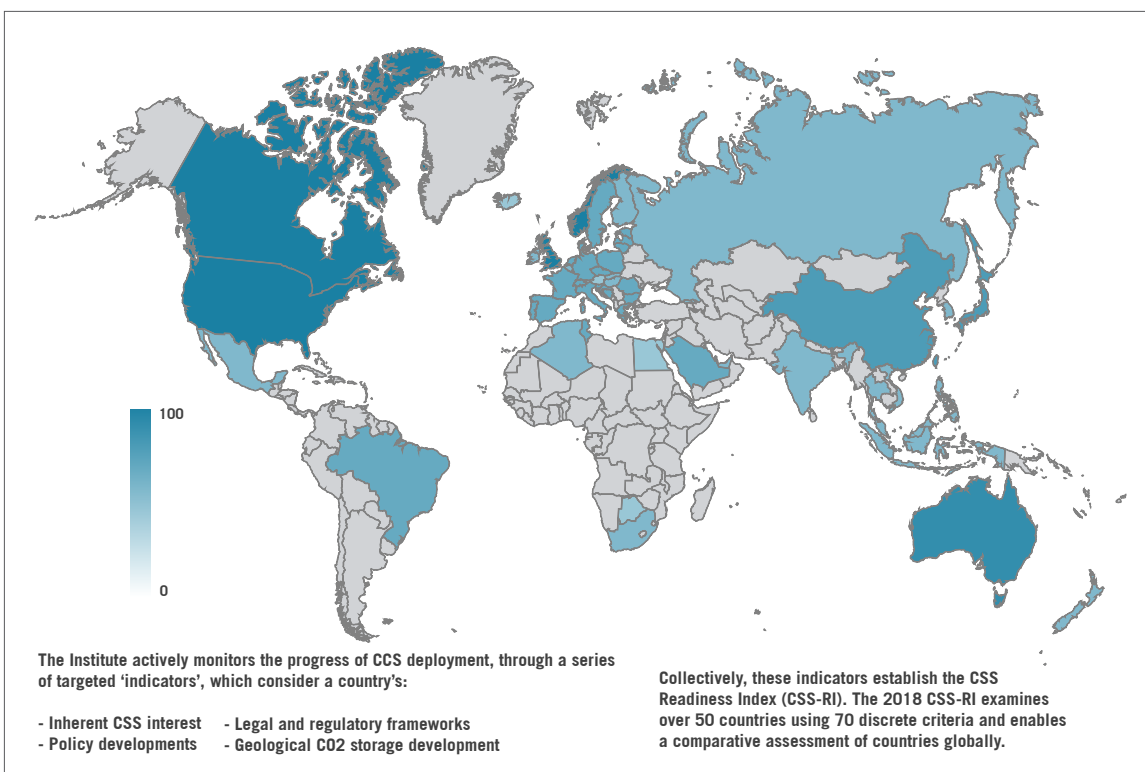 100
0
The Institute actively monitors the progress of CCS deployment, through a series
of targeted ‘indicators’, which consider a country’s:
- Inherent CSS interest
- Policy developments
- Legal and regulatory frameworks
- Geological CO2 storage development
Collectively, these indicators establish the CSS
Readiness Index (CSS-RI). The 2018 CSS-RI examines
over 50 countries using 70 discrete criteria and enables
a comparative assessment of countries globally.